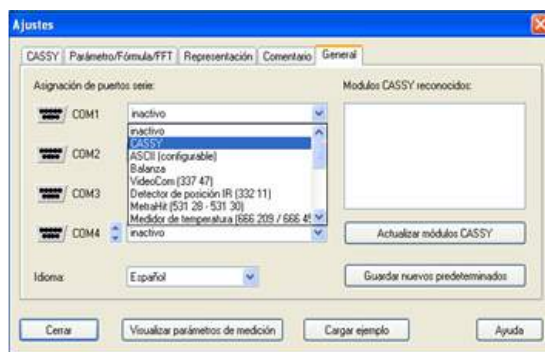 Ajustes
CASSY Parámetro/Fórmula/FFT Representación Comentario General
Asignación de puertos serie: Modulos CASSY reconocidos:
COM1 inactivo
inactivo
CASSY
ASCII (configurable)
COM2
Balanza
VideoCom (337 47)
Detector de posición IR (332 11)
COM3
MetraHit (531 28 - 531 30)
Medidor de temperatura (666 209 / 666 45
COM4 inactivo Actualizar módulos CASSY
Idioma: Español Guardar nuevos predeterminados
Cerrar Visualizar parámetros de medición Cargar ejemplo Ayuda